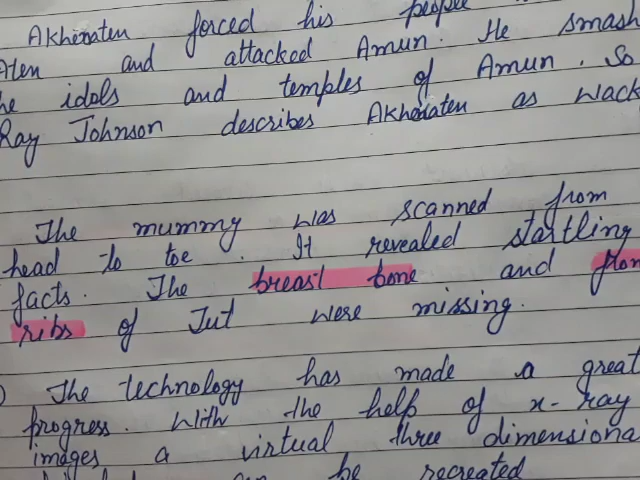 Akhenaten forced his people
Aten and attacked Amun. He smash
he idols and temples of Amun. So
Ray Johnson describes Akhenaten as wack
The mummy was scanned from
head to toe. It revealed startling
facts. The breast bone and fron
ribs of Tut were missing.
The technology has made a great
progress. With the help of x-ray
images a virtual three dimensiona
be recreated